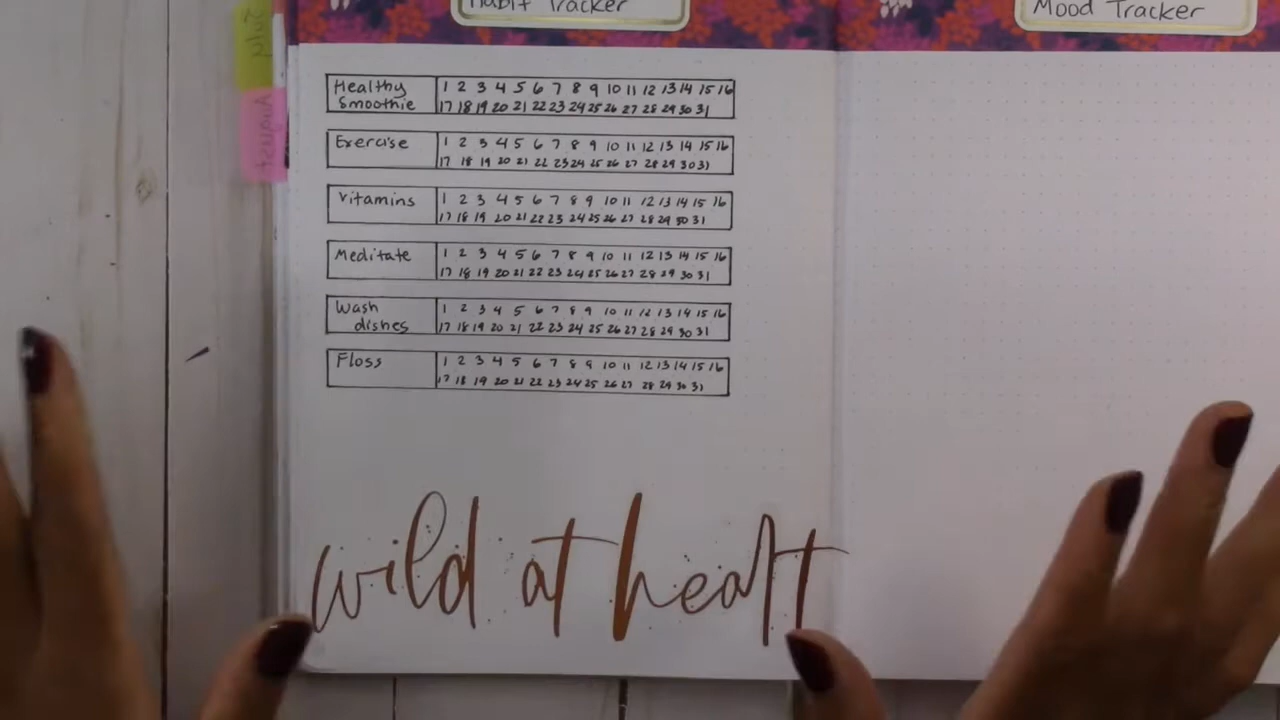 Habit Tracker
Mood Tracker
July
August
Healthy Smoothie
1 2 3 4 5 6 7 8 9 10 11 12 13 14 15 16
17 18 19 20 21 22 23 24 25 26 27 28 29 30 31
Exercise
1 2 3 4 5 6 7 8 9 10 11 12 13 14 15 16
17 18 19 20 21 22 23 24 25 26 27 28 29 30 31
Vitamins
1 2 3 4 5 6 7 8 9 10 11 12 13 14 15 16
17 18 19 20 21 22 23 24 25 26 27 28 29 30 31
Meditate
1 2 3 4 5 6 7 8 9 10 11 12 13 14 15 16
17 18 19 20 21 22 23 24 25 26 27 28 29 30 31
Wash dishes
1 2 3 4 5 6 7 8 9 10 11 12 13 14 15 16
17 18 19 20 21 22 23 24 25 26 27 28 29 30 31
Floss
1 2 3 4 5 6 7 8 9 10 11 12 13 14 15 16
17 18 19 20 21 22 23 24 25 26 27 28 29 30 31
wild at heart